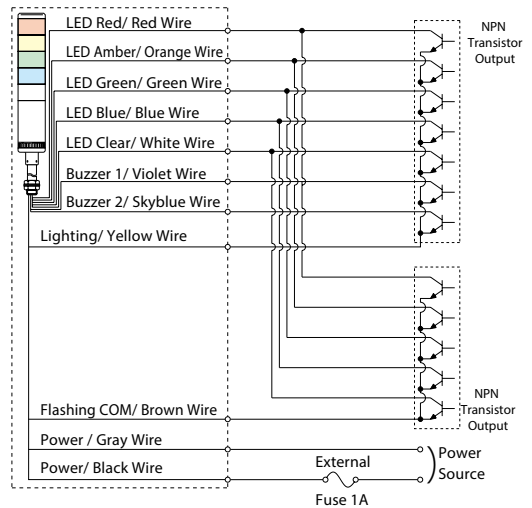 LED Red/ Red Wire
LED Amber/ Orange Wire
LED Green/ Green Wire
LED Blue/ Blue Wire
LED Clear/ White Wire
Buzzer 1/ Violet Wire
Buzzer 2/ Skyblue Wire
Lighting/ Yellow Wire
NPN
Transistor
Output
Flashing COM/ Brown Wire
Power / Gray Wire
Power/ Black Wire
NPN
Transistor
Output
External
Fuse 1A
Power
Source